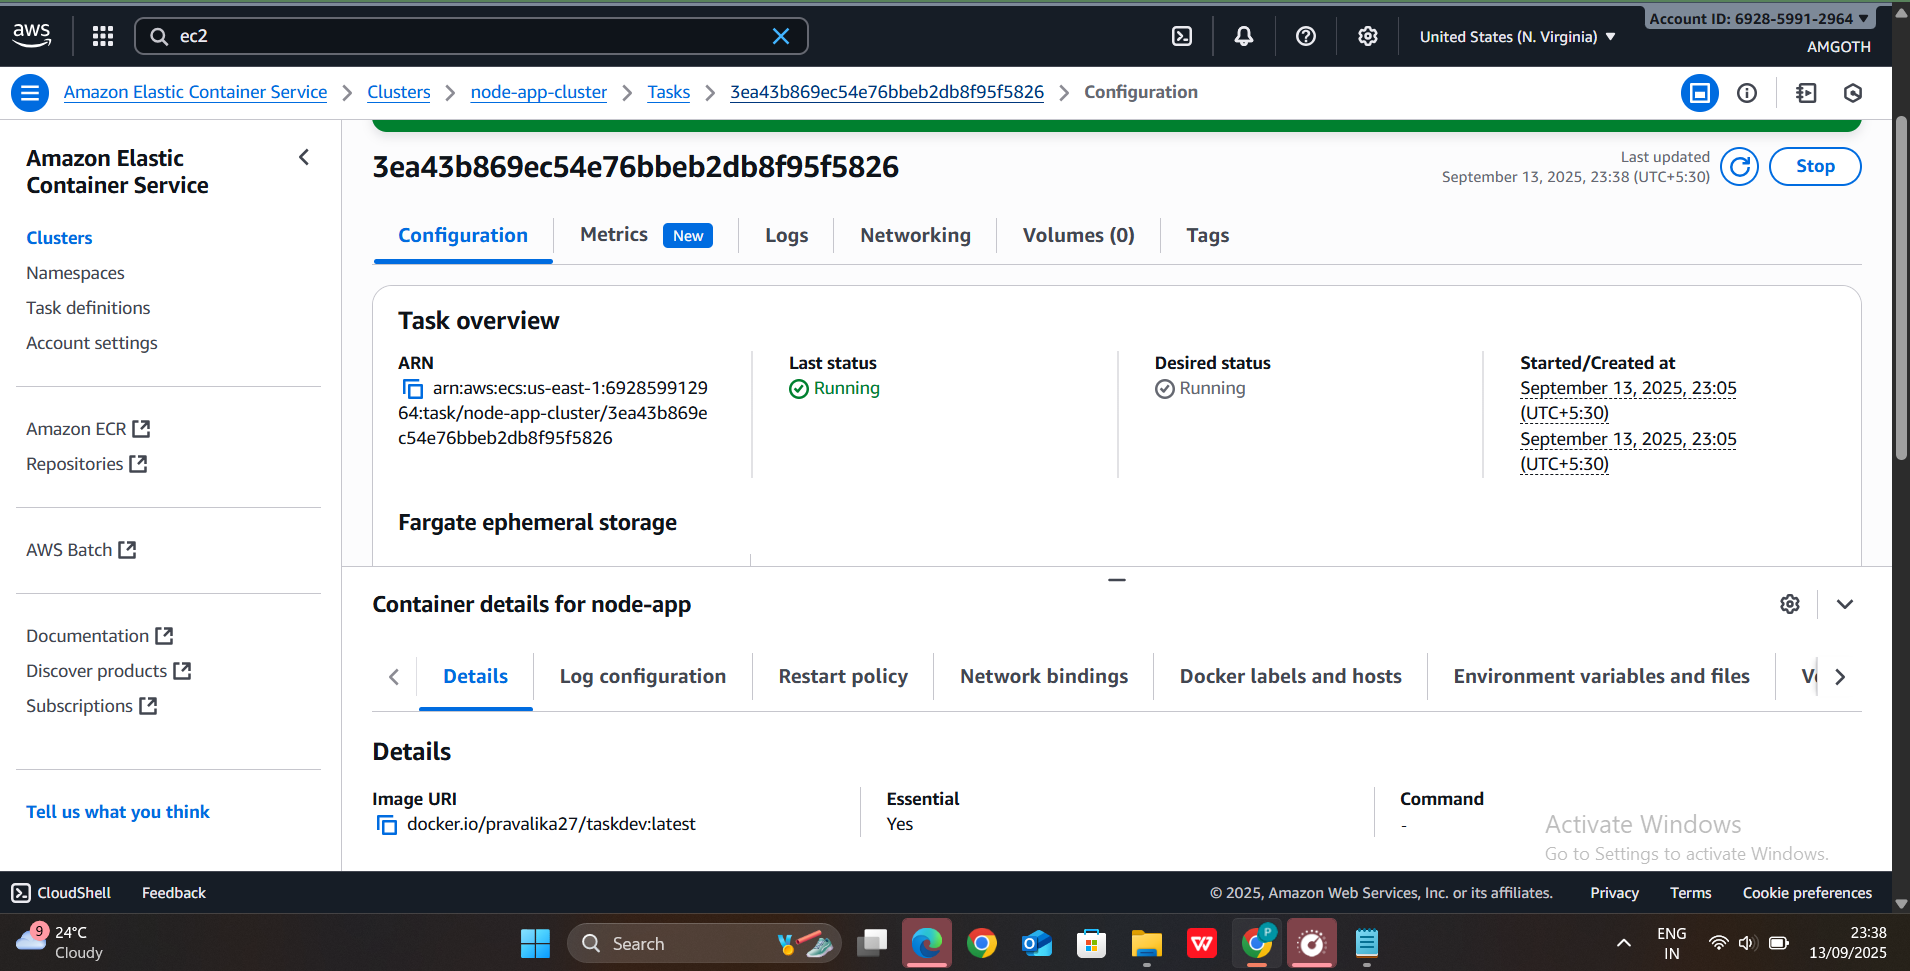 aws
ec2
United States (N. Virginia) ▼
Account ID: 6928-5991-2964 ▼
AMGOTH
Amazon Elastic Container Service > Clusters > node-app-cluster > Tasks > 3ea43b869ec54e76bbeb2db8f95f5826 > Configuration
Amazon Elastic
Container Service
Clusters
Namespaces
Task definitions
Account settings
Amazon ECR
Repositories
AWS Batch
Documentation
Discover products
Subscriptions
Tell us what you think
3ea43b869ec54e76bbeb2db8f95f5826
Last updated
September 13, 2025, 23:38 (UTC+5:30)
Stop
Configuration
Metrics New
Logs
Networking
Volumes (0)
Tags
Task overview
ARN
arn:aws:ecs:us-east-1:6928599129
64:task/node-app-cluster/3ea43b869e
c54e76bbeb2db8f95f5826
Last status
Running
Desired status
Running
Started/Created at
September 13, 2025, 23:05
(UTC+5:30)
September 13, 2025, 23:05
(UTC+5:30)
Fargate ephemeral storage
Container details for node-app
Details
Log configuration
Restart policy
Network bindings
Docker labels and hosts
Environment variables and files
Details
Image URI
docker.io/pravalika27/taskdev:latest
Essential
Yes
Command
-
Activate Windows
Go to Settings to activate Windows.
CloudShell
Feedback
© 2025, Amazon Web Services, Inc. or its affiliates.
Privacy
Terms
Cookie preferences
9
24°C
Cloudy
Search
P
ENG
IN
23:38
13/09/2025